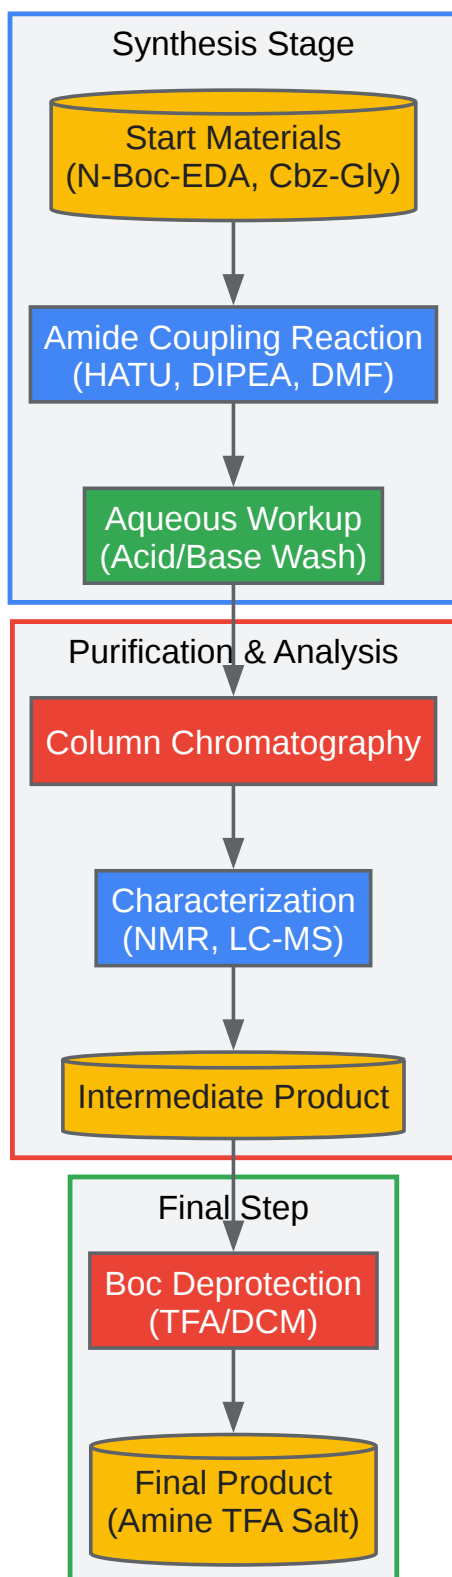 Synthesis Stage
Start Materials
(N-Boc-EDA, Cbz-Gly)
Amide Coupling Reaction
(HATU, DIPEA, DMF)
Aqueous Workup
(Acid/Base Wash)
Purification & Analysis
Column Chromatography
Characterization
(NMR, LC-MS)
Intermediate Product
Final Step
Boc Deprotection
(TFA/DCM)
Final Product
(Amine TFA Salt)